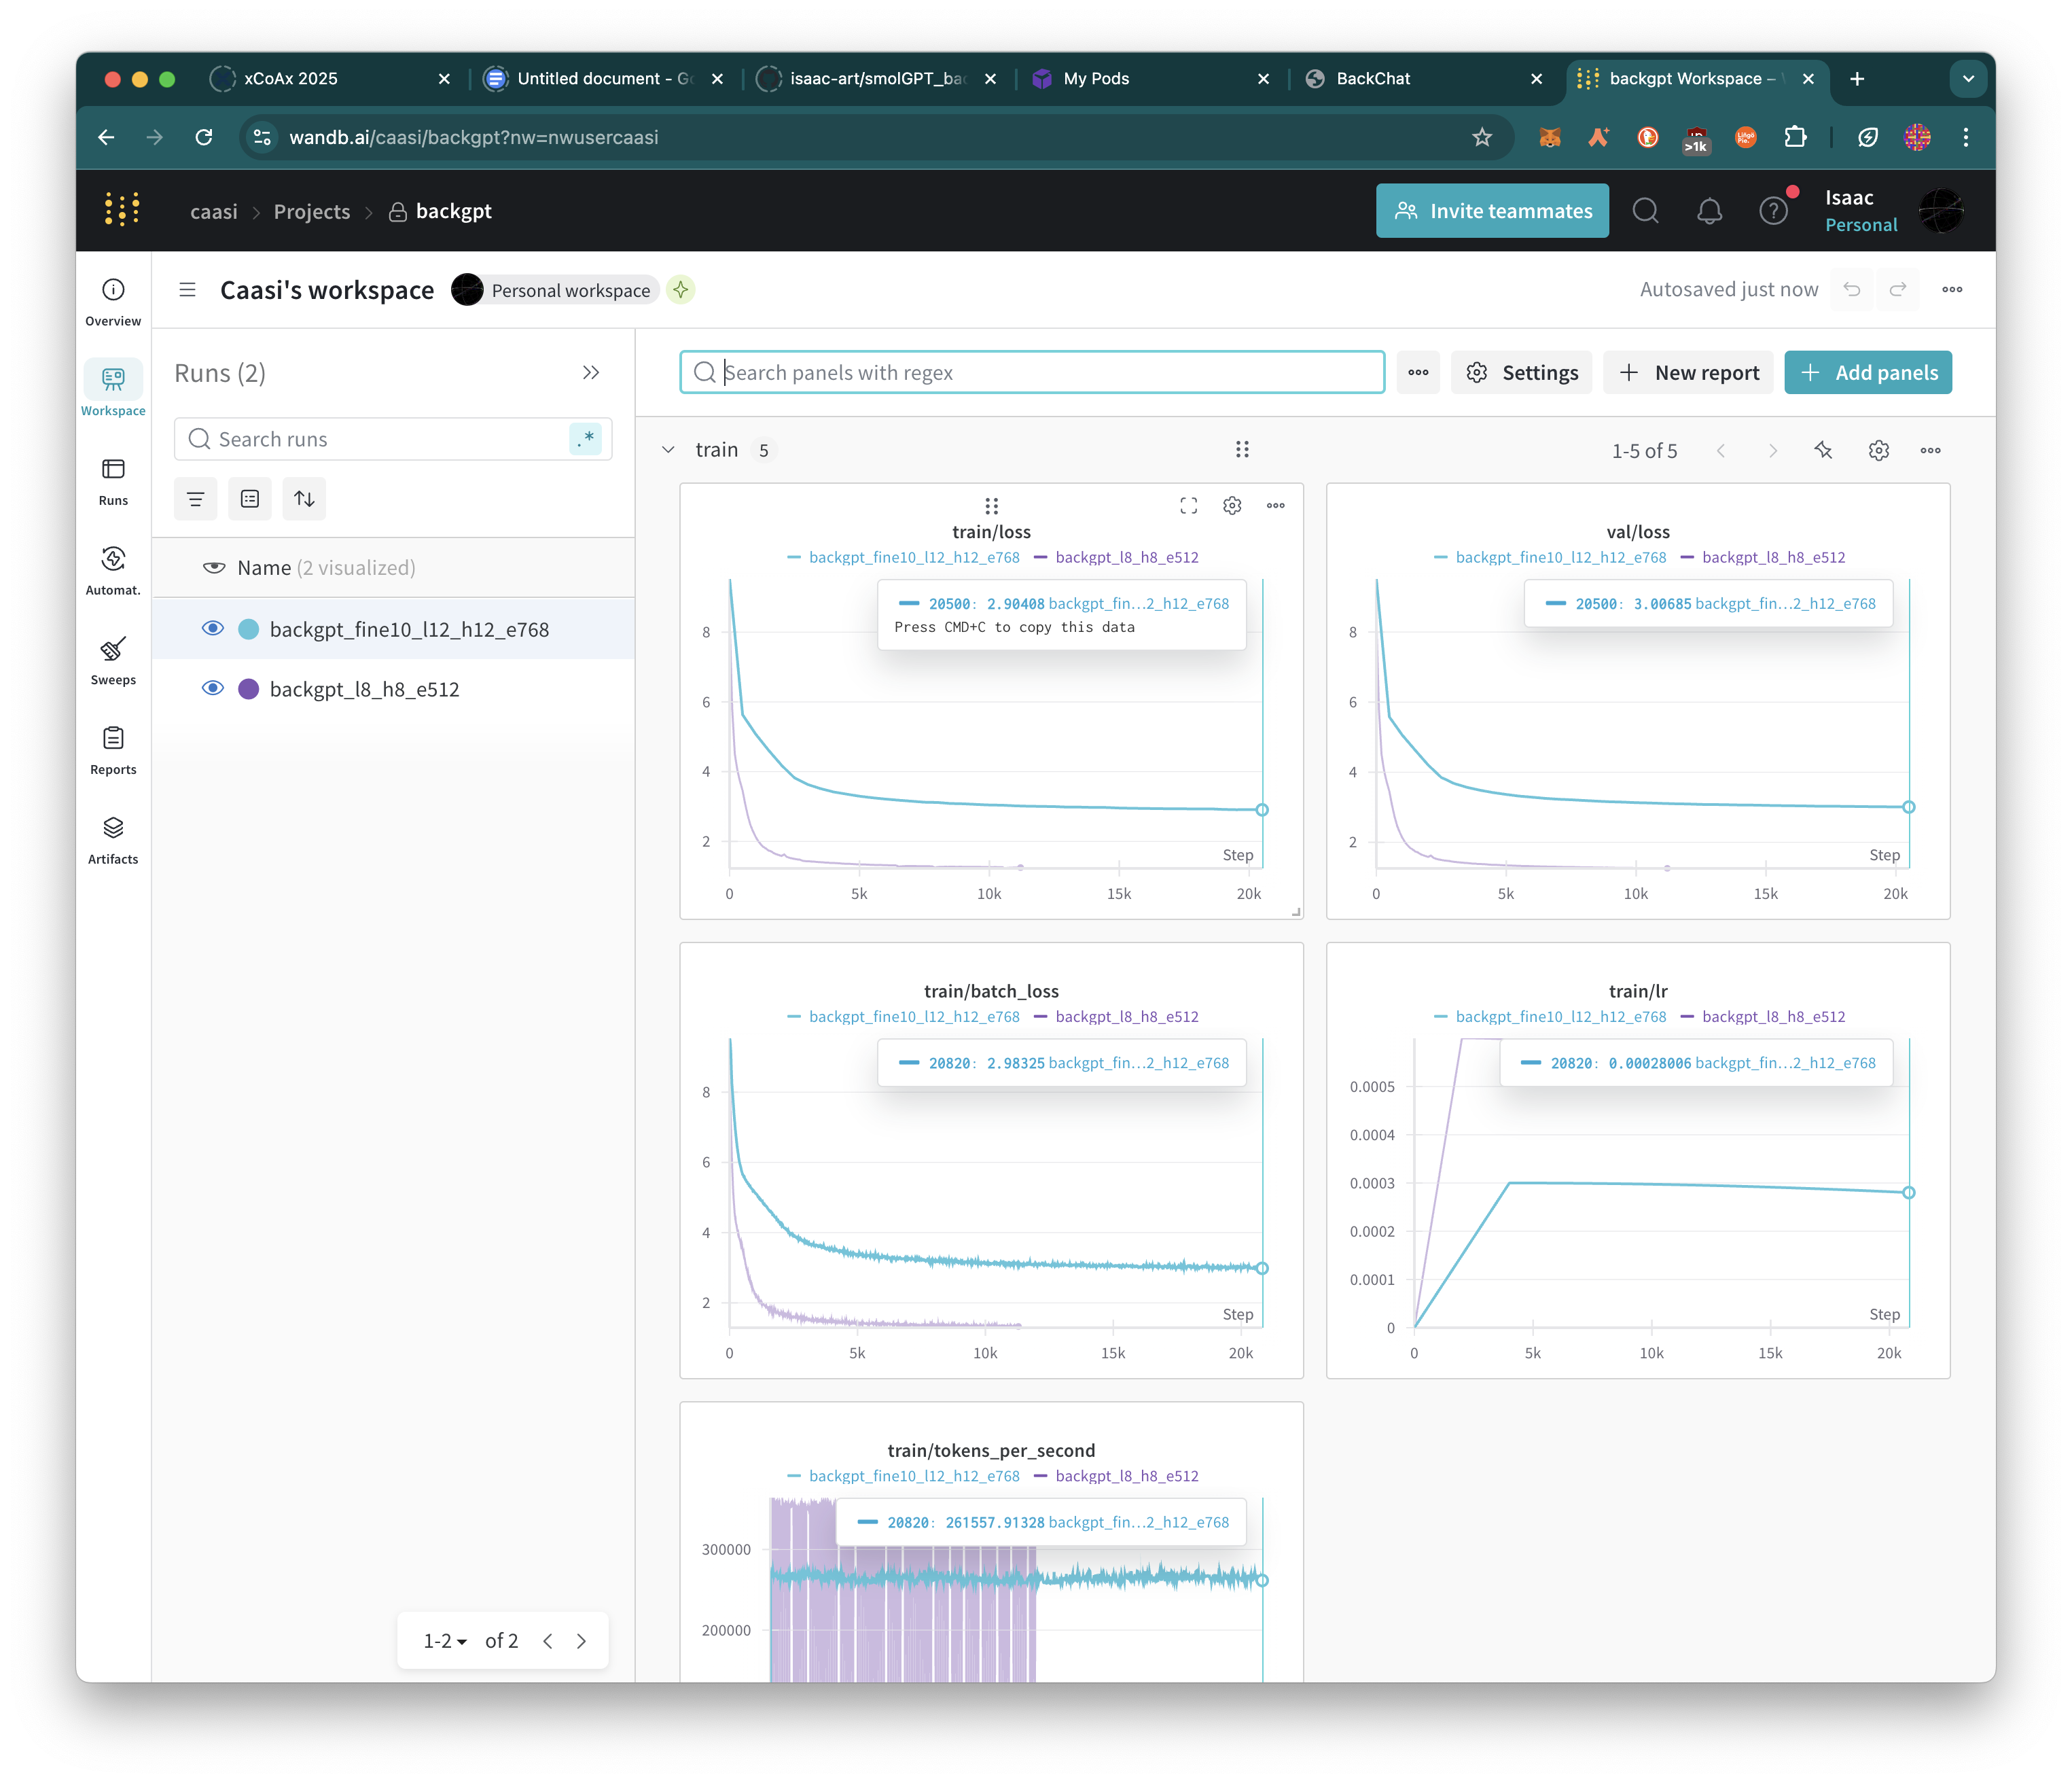 xCoAx 2025
Untitled document - Go
isaac-art/smolGPT_bac
My Pods
BackChat
backgpt Workspace –
wandb.ai/caasi/backgpt?nw=nwusercaasi
>1k
caasi > Projects > backgpt
Invite teammates
Isaac
Personal
Caasi's workspace
Personal workspace
Autosaved just now
Overview
Workspace
Runs
Automat.
Sweeps
Reports
Artifacts
Runs (2)
Search runs
.*
Name (2 visualized)
backgpt_fine10_l12_h12_e768
backgpt_l8_h8_e512
1-2 of 2
Search panels with regex
Settings
New report
Add panels
train 5
1-5 of 5
train/loss
backgpt_fine10_l12_h12_e768 backgpt_l8_h8_e512
20500: 2.90408 backgpt_fin...2_h12_e768
Press CMD+C to copy this data
8
6
4
2
Step
0 5k 10k 15k 20k
val/loss
backgpt_fine10_l12_h12_e768 backgpt_l8_h8_e512
20500: 3.00685 backgpt_fin...2_h12_e768
8
6
4
2
Step
0 5k 10k 15k 20k
train/batch_loss
backgpt_fine10_l12_h12_e768 backgpt_l8_h8_e512
20820: 2.98325 backgpt_fin...2_h12_e768
8
6
4
2
Step
0 5k 10k 15k 20k
train/lr
backgpt_fine10_l12_h12_e768 backgpt_l8_h8_e512
20820: 0.00028006 backgpt_fin...2_h12_e768
0.0005
0.0004
0.0003
0.0002
0.0001
0
Step
0 5k 10k 15k 20k
train/tokens_per_second
backgpt_fine10_l12_h12_e768 backgpt_l8_h8_e512
20820: 261557.91328 backgpt_fin...2_h12_e768
300000
200000